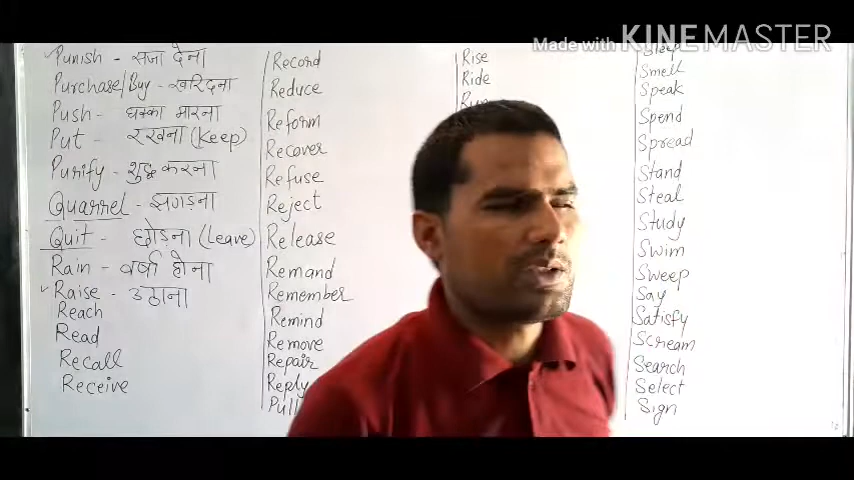 Made with KINEMASTER
Punish - सजा देना
Purchase/Buy - खरिदना
Push - धक्का मारना
Put - रखना (Keep)
Purify - शुद्ध करना
Quarrel - झगड़ना
Quit - छोड़ना (Leave)
Rain - वर्षा होना
Raise - उठाना
Reach
Read
Recall
Receive
Record
Reduce
Reform
Recover
Refuse
Reject
Release
Remand
Remember
Remind
Remove
Repair
Reply
Pull
Rise
Ride
Sleep
Smell
Speak
Spend
Spread
Stand
Steal
Study
Swim
Sweep
Say
Satisfy
Scream
Search
Select
Sign